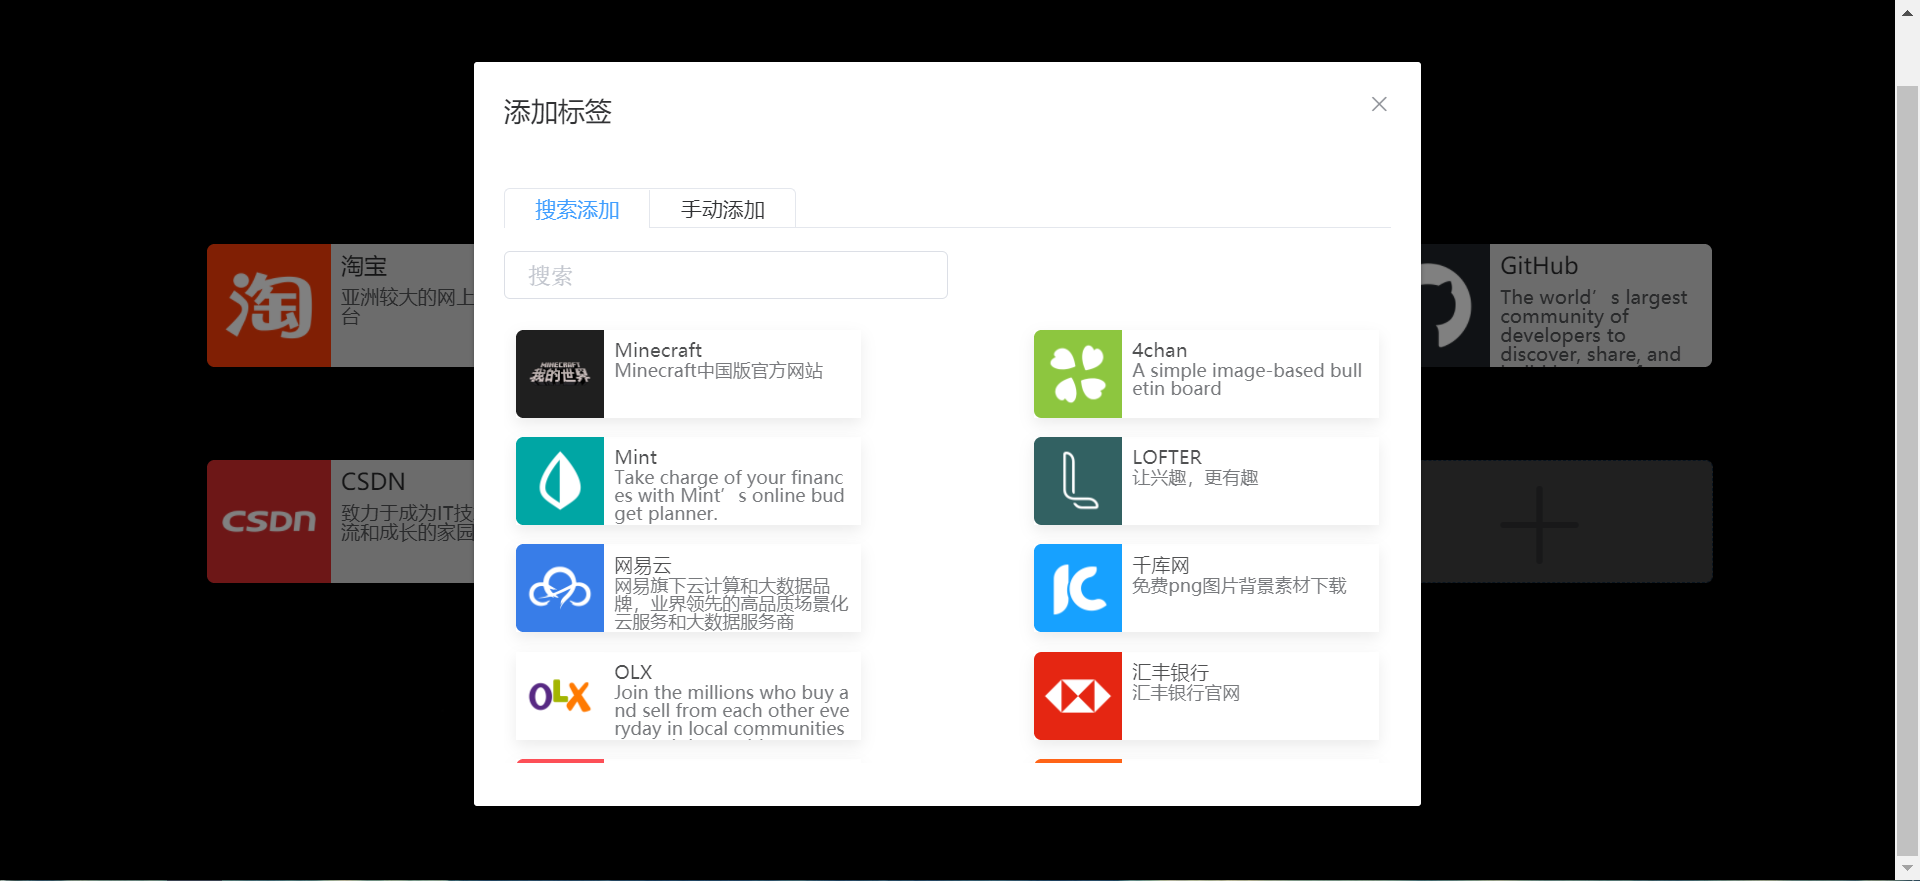 添加标签
搜索添加
手动添加
搜索
淘
淘宝
亚洲较大的网上
台
GitHub
The world’s largest
community of
developers to
discover, share, and
CSDN
CSDN
致力于成为IT技
流和成长的家园
MINECRAFT
我的世界
Minecraft
Minecraft中国版官方网站
4chan
A simple image-based bull
etin board
Mint
Take charge of your financ
es with Mint’s online bud
get planner.
LOFTER
让兴趣，更有趣
网易云
网易旗下云计算和大数据品
牌，业界领先的高品质场景化
云服务和大数据服务商
千库网
免费png图片背景素材下载
OLX
OLX
Join the millions who buy a
nd sell from each other eve
ryday in local communities
汇丰银行
汇丰银行官网